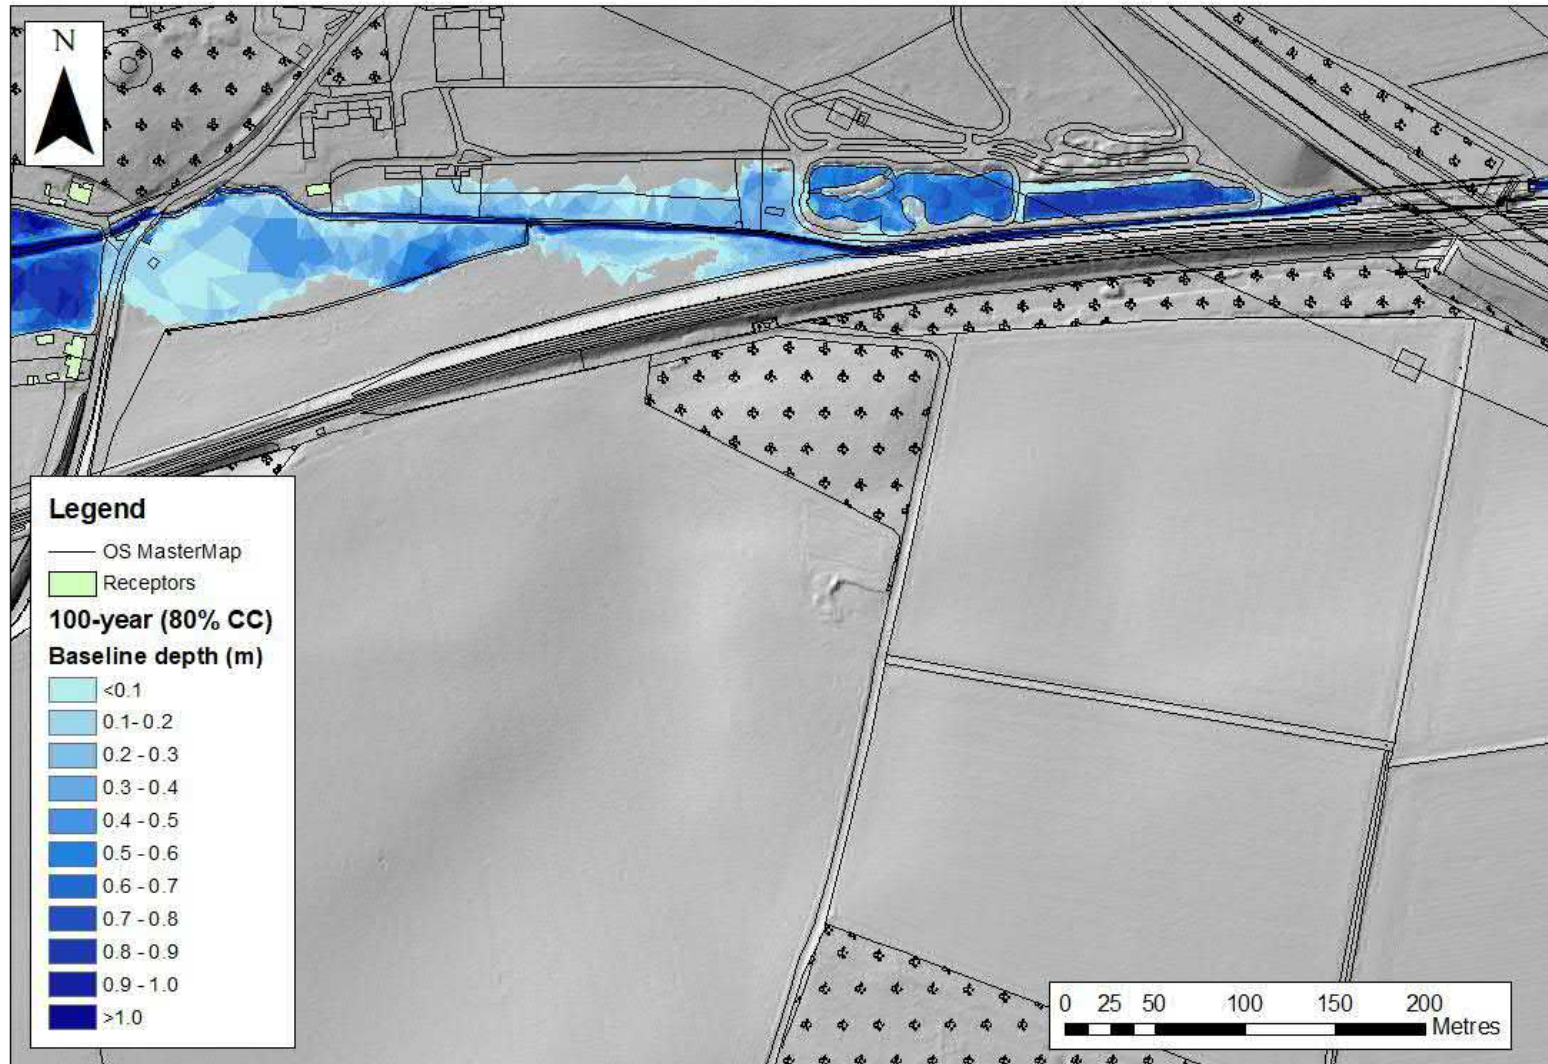 N
Legend
OS MasterMap
Receptors
100-year (80% CC)
Baseline depth (m)
<0.1
0.1- 0.2
0.2 - 0.3
0.3 - 0.4
0.4 - 0.5
0.5 - 0.6
0.6 - 0.7
0.7 - 0.8
0.8 - 0.9
0.9 - 1.0
>1.0
0 25 50 100 150 200
Metres